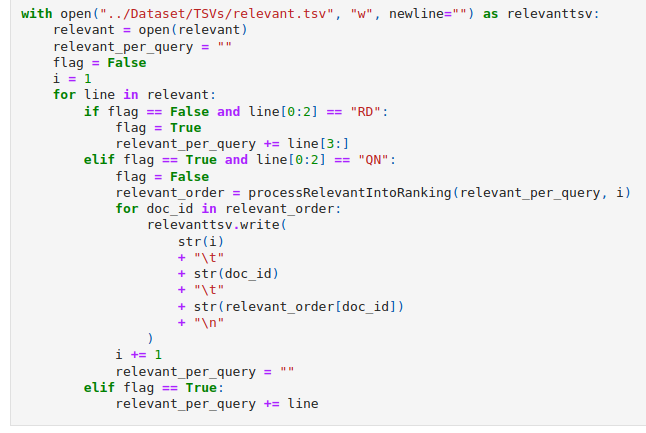 with open("../Dataset/TSVs/relevant.tsv", "w", newline="") as relevanttsv:
    relevant = open(relevant)
    relevant_per_query = ""
    flag = False
    i = 1
    for line in relevant:
        if flag == False and line[0:2] == "RD":
            flag = True
            relevant_per_query += line[3:]
        elif flag == True and line[0:2] == "QN":
            flag = False
            relevant_order = processRelevantIntoRanking(relevant_per_query, i)
            for doc_id in relevant_order:
                relevanttsv.write(
                    str(i)
                    + "\t"
                    + str(doc_id)
                    + "\t"
                    + str(relevant_order[doc_id])
                    + "\n"
                )
            i += 1
            relevant_per_query = ""
        elif flag == True:
            relevant_per_query += line